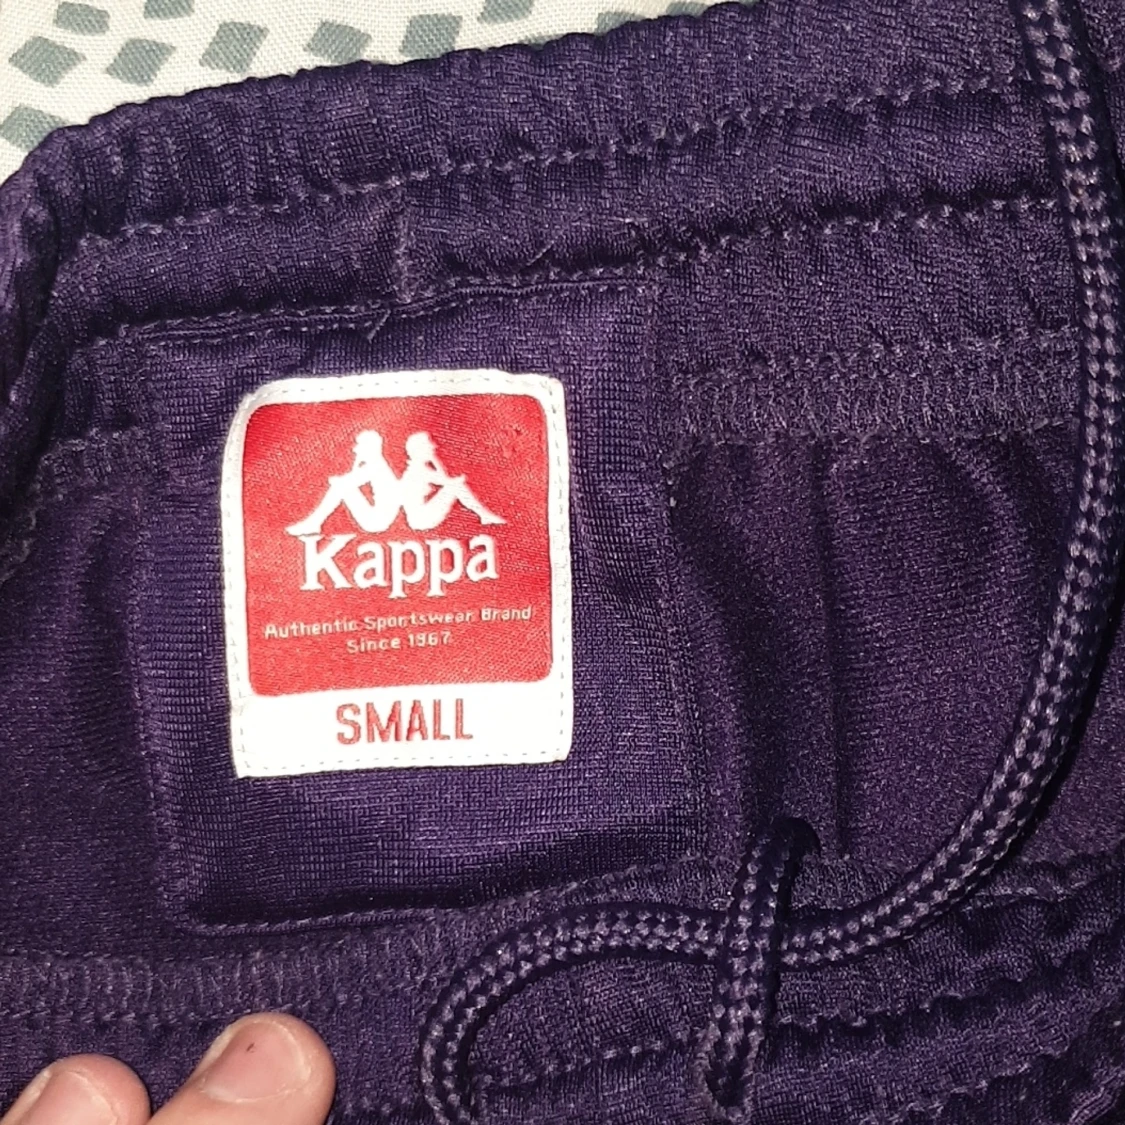 Kappa
Authentic Sportswear Brand
Since 1967
SMALL